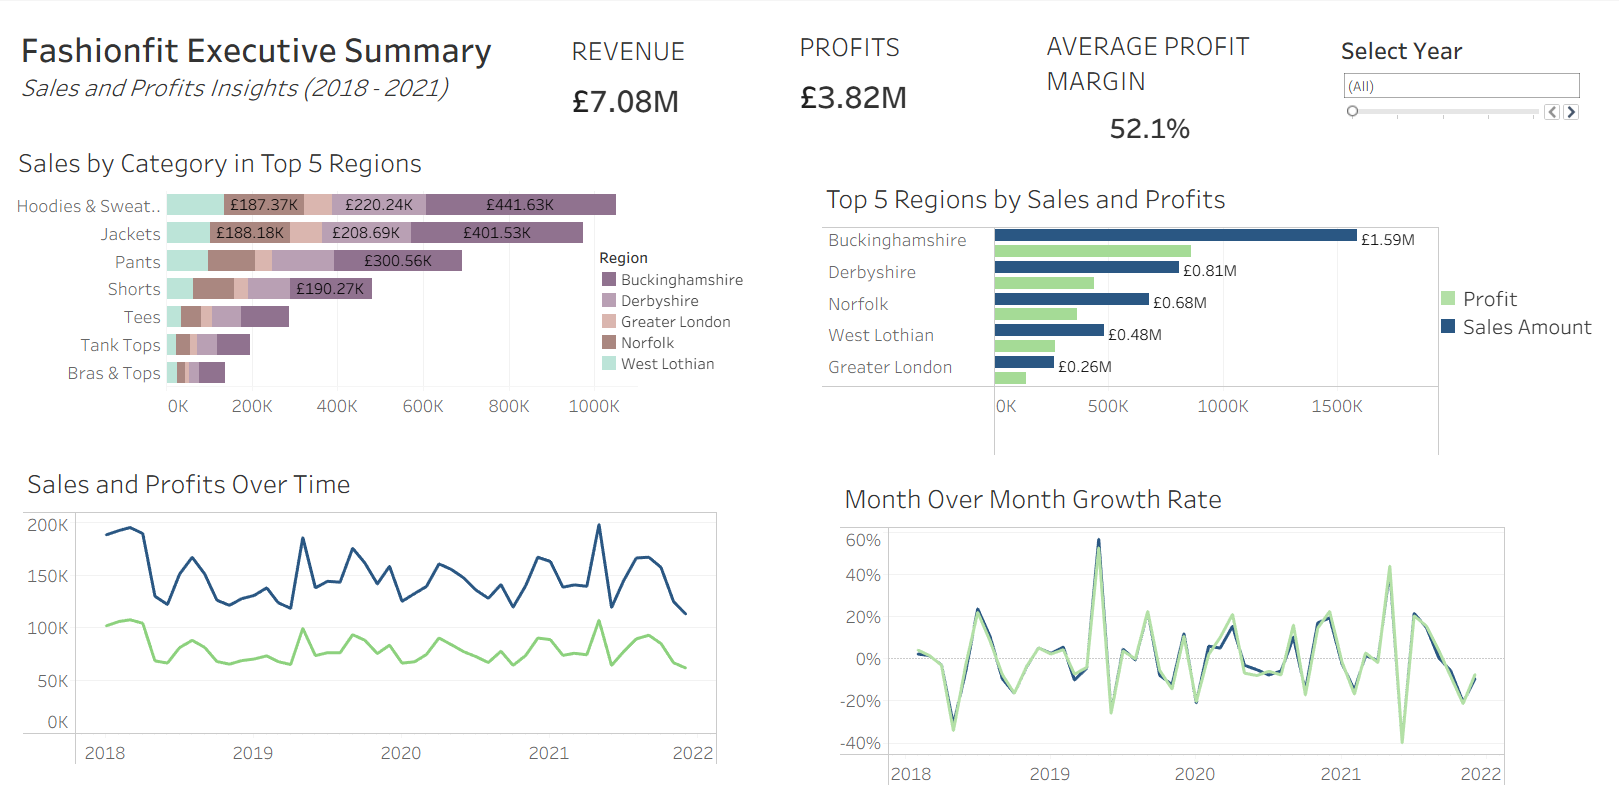 Fashionfit Executive Summary
Sales and Profits Insights (2018 - 2021)
REVENUE
£7.08M
PROFITS
£3.82M
AVERAGE PROFIT
MARGIN
52.1%
Select Year
(All)
Sales by Category in Top 5 Regions
Hoodies & Sweat..
£187.37K
£220.24K
£441.63K
Jackets
£188.18K
£208.69K
£401.53K
Pants
£300.56K
Shorts
£190.27K
Tees
Tank Tops
Bras & Tops
0K
200K
400K
600K
800K
1000K
Region
Buckinghamshire
Derbyshire
Greater London
Norfolk
West Lothian
Top 5 Regions by Sales and Profits
Buckinghamshire
£1.59M
Derbyshire
£0.81M
Norfolk
£0.68M
West Lothian
£0.48M
Greater London
£0.26M
0K
500K
1000K
1500K
Profit
Sales Amount
Sales and Profits Over Time
200K
150K
100K
50K
0K
2018
2019
2020
2021
2022
Month Over Month Growth Rate
60%
40%
20%
0%
-20%
-40%
2018
2019
2020
2021
2022